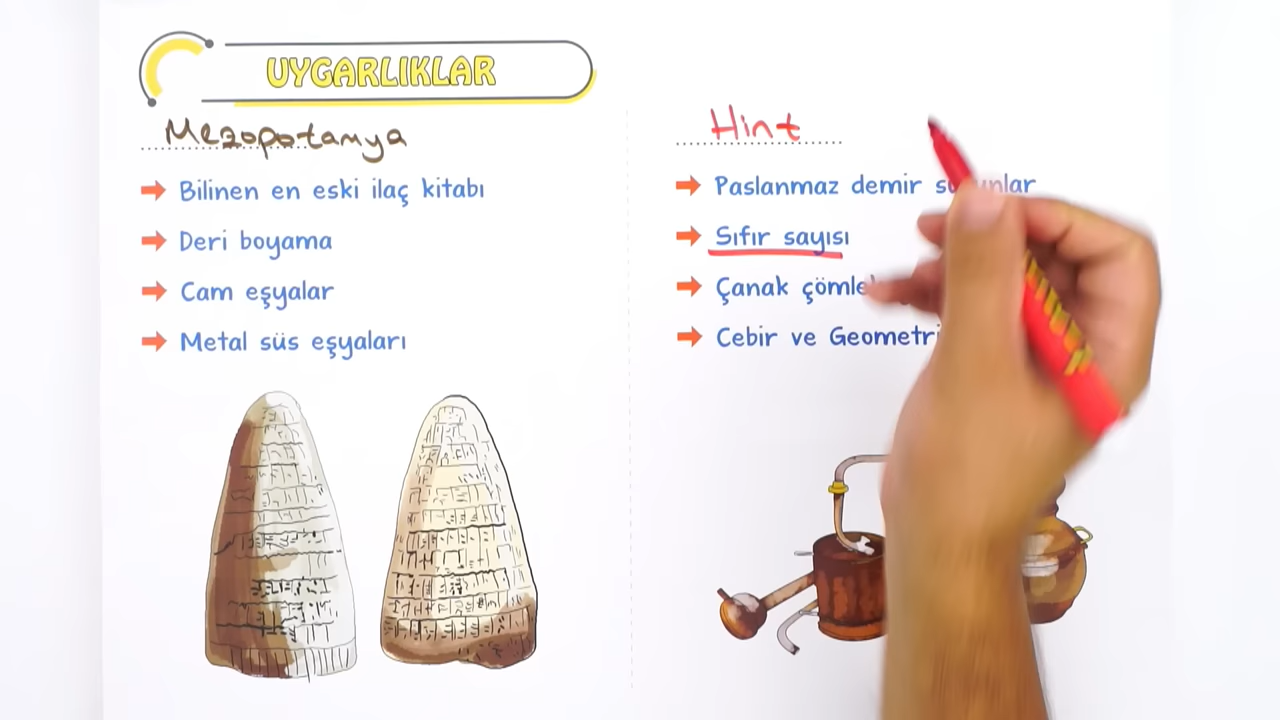 UYGARLIKLAR
Mezopotamya
Bilinen en eski ilaç kitabı
Deri boyama
Cam eşyalar
Metal süs eşyaları
Hint
Paslanmaz demir
Sıfır sayısı
Çanak
Cebir ve Geometri